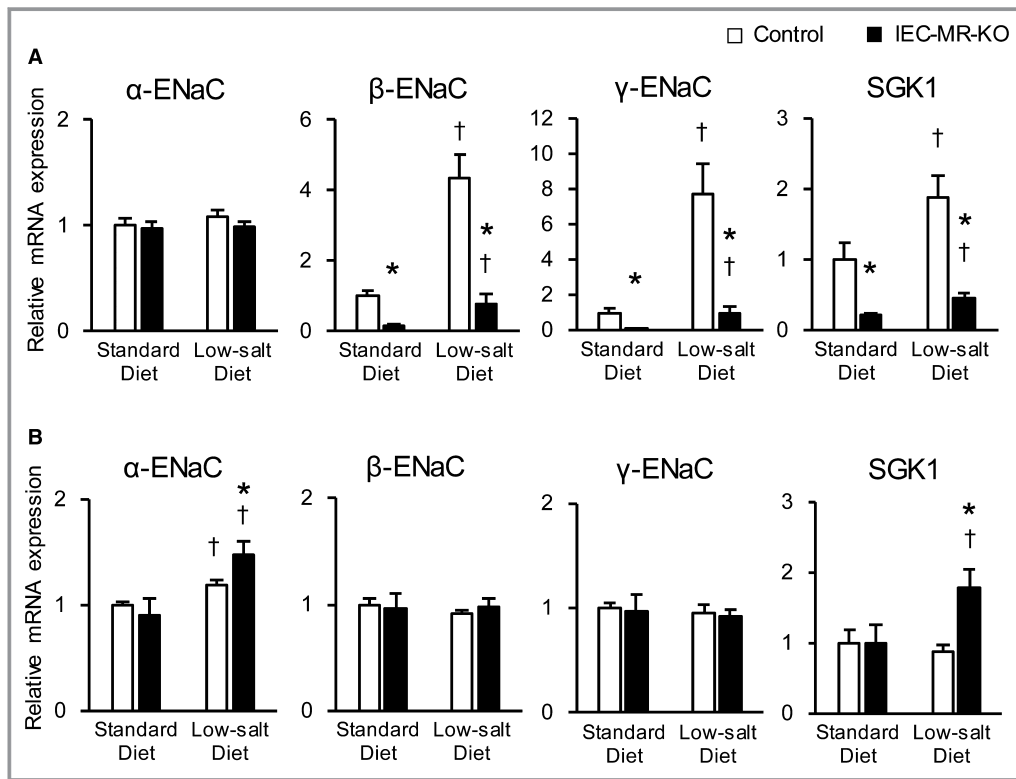 Control IEC-MR-KO
A
α-ENaC β-ENaC γ-ENaC SGK1
Relative mRNA expression
2
1
0
Standard Diet
Low-salt Diet
6
4
2
0
†
*
*
†
Standard Diet
Low-salt Diet
12
10
8
6
4
2
0
†
*
*
†
Standard Diet
Low-salt Diet
3
2
1
0
†
*
*
†
Standard Diet
Low-salt Diet
B
α-ENaC β-ENaC γ-ENaC SGK1
Relative mRNA expression
2
1
0
†
*
†
Standard Diet
Low-salt Diet
2
1
0
Standard Diet
Low-salt Diet
2
1
0
Standard Diet
Low-salt Diet
3
2
1
0
*
†
Standard Diet
Low-salt Diet